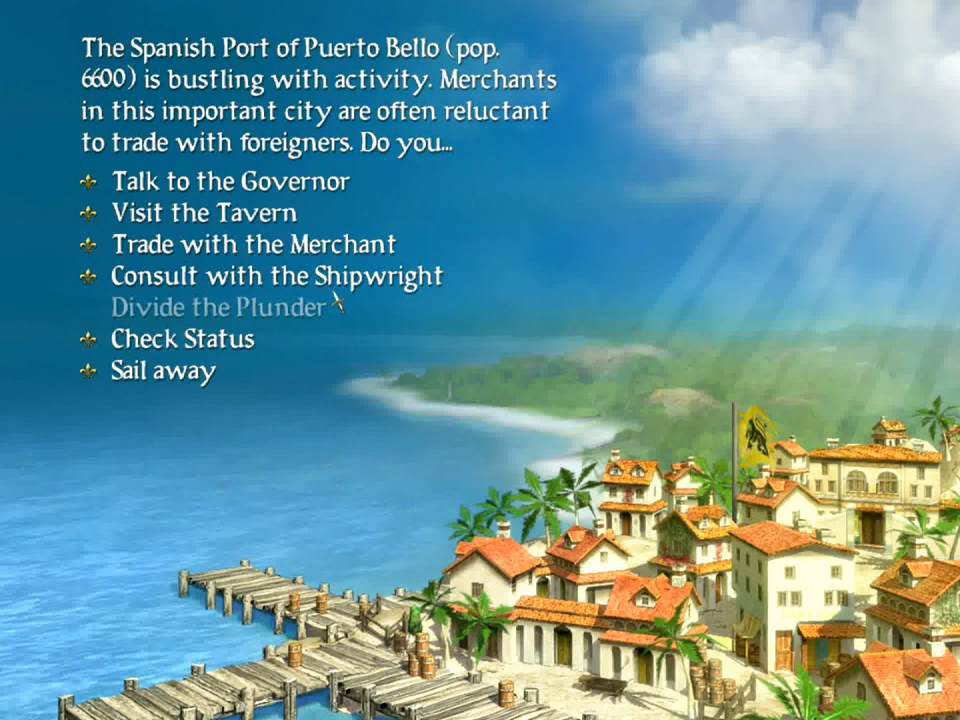 The Spanish Port of Puerto Bello (pop.
6600) is bustling with activity. Merchants
in this important city are often reluctant
to trade with foreigners. Do you...
Talk to the Governor
Visit the Tavern
Trade with the Merchant
Consult with the Shipwright
Divide the Plunder
Check Status
Sail away